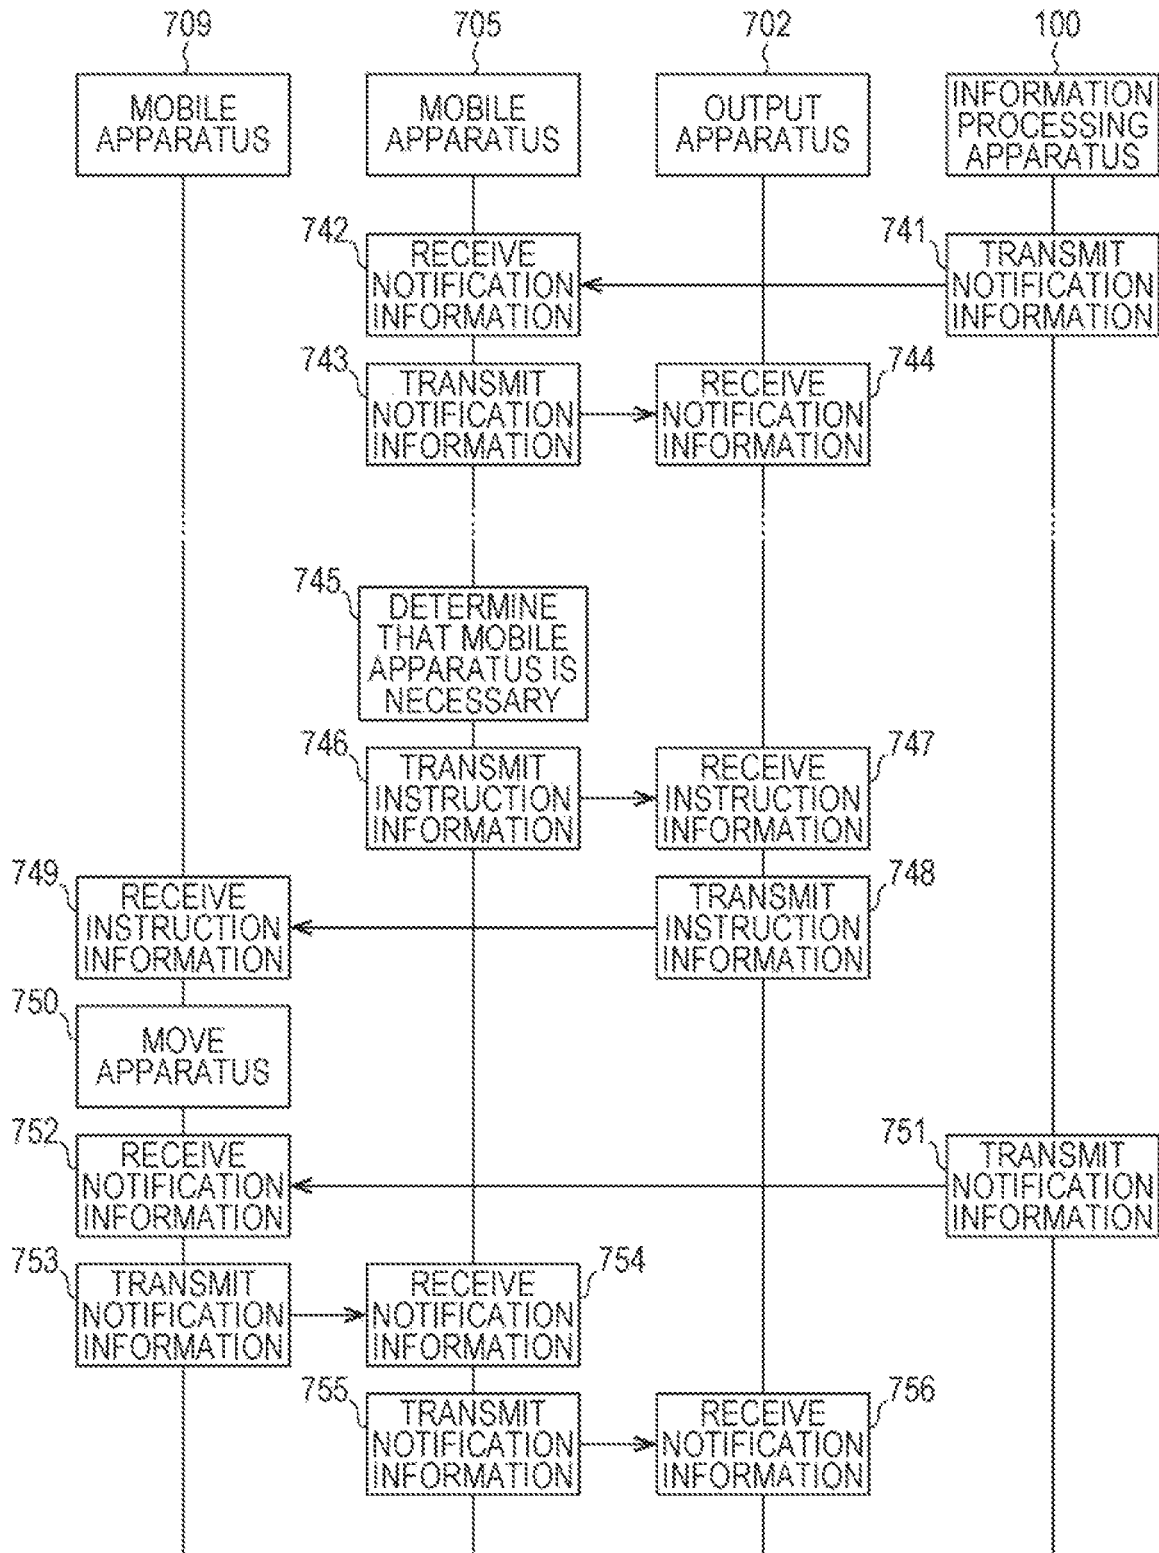 709
705
702
100
MOBILE
APPARATUS
MOBILE
APPARATUS
OUTPUT
APPARATUS
INFORMATION
PROCESSING
APPARATUS
742
RECEIVE
NOTIFICATION
INFORMATION
741
TRANSMIT
NOTIFICATION
INFORMATION
743
TRANSMIT
NOTIFICATION
INFORMATION
744
RECEIVE
NOTIFICATION
INFORMATION
745
DETERMINE
THAT MOBILE
APPARATUS IS
NECESSARY
746
TRANSMIT
INSTRUCTION
INFORMATION
747
RECEIVE
INSTRUCTION
INFORMATION
749
RECEIVE
INSTRUCTION
INFORMATION
748
TRANSMIT
INSTRUCTION
INFORMATION
750
MOVE
APPARATUS
752
RECEIVE
NOTIFICATION
INFORMATION
751
TRANSMIT
NOTIFICATION
INFORMATION
753
TRANSMIT
NOTIFICATION
INFORMATION
754
RECEIVE
NOTIFICATION
INFORMATION
755
TRANSMIT
NOTIFICATION
INFORMATION
756
RECEIVE
NOTIFICATION
INFORMATION